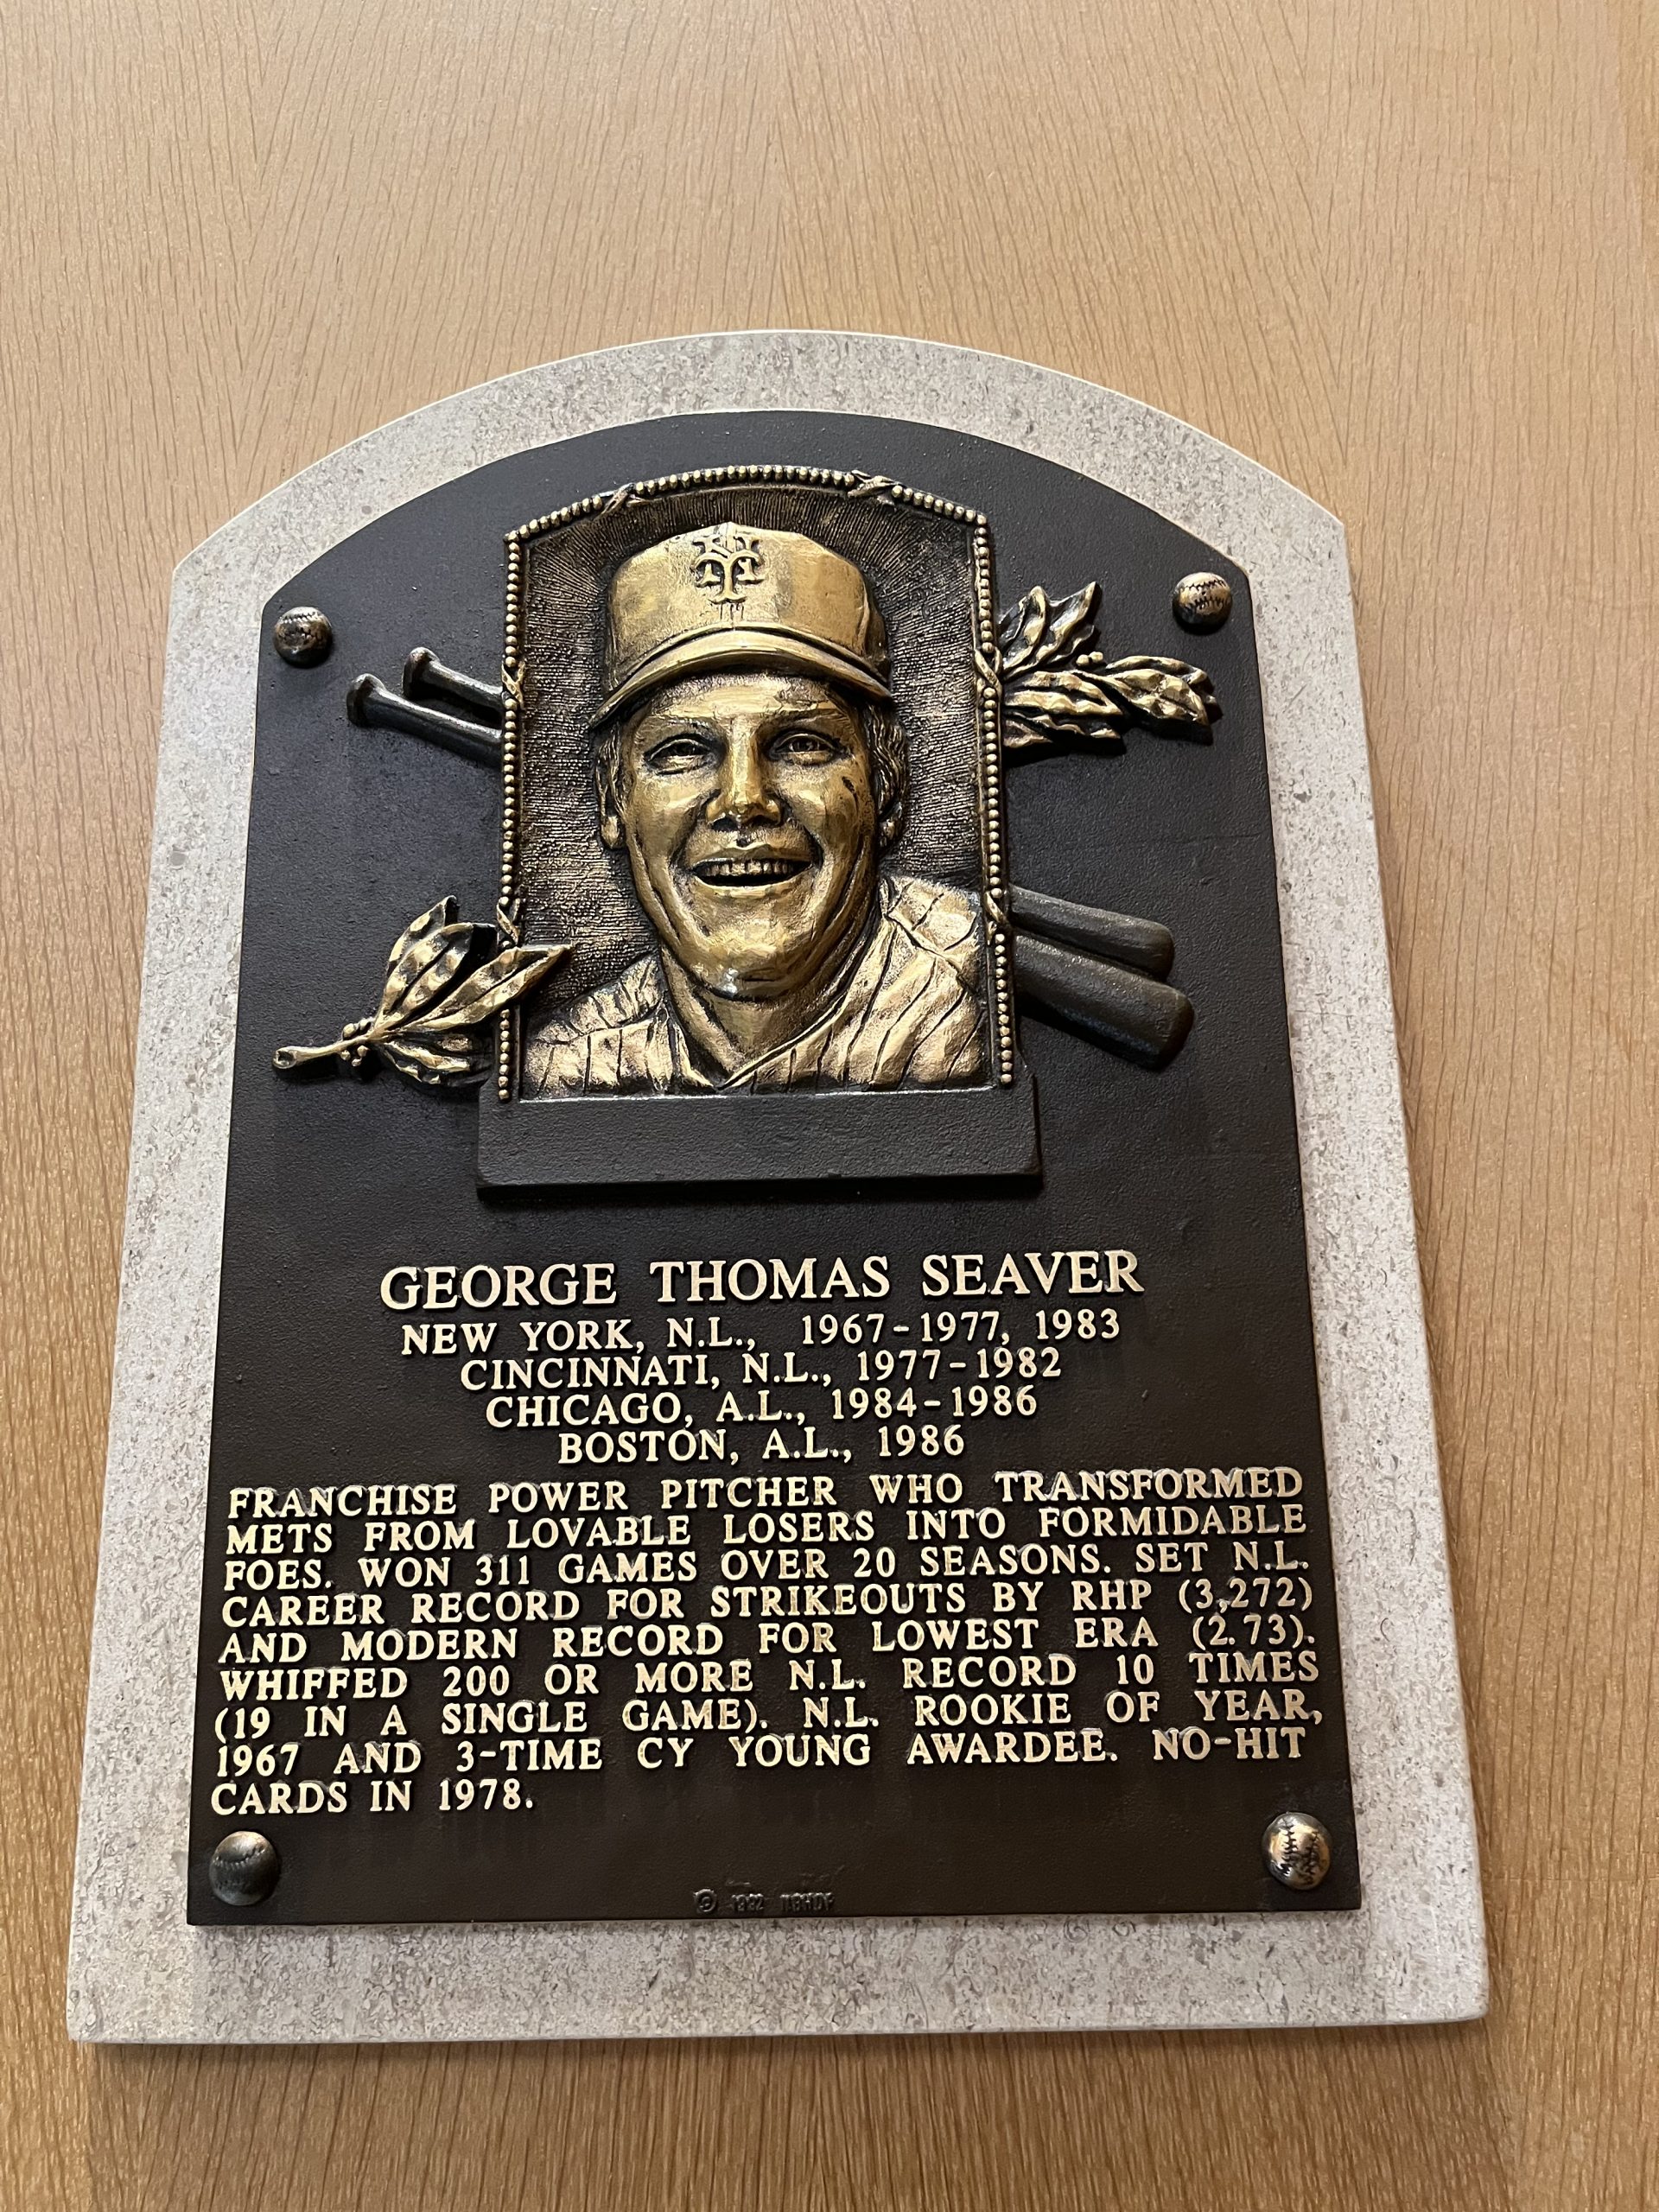 NY
GEORGE THOMAS SEAVER
NEW YORK, N.L., 1967-1977, 1983
CINCINNATI, N.L., 1977-1982
CHICAGO, A.L., 1984-1986
BOSTON, A.L., 1986
FRANCHISE POWER PITCHER WHO TRANSFORMED
METS FROM LOVABLE LOSERS INTO FORMIDABLE
FOES. WON 311 GAMES OVER 20 SEASONS. SET N.L.
CAREER RECORD FOR STRIKEOUTS BY RHP (3,272)
AND MODERN RECORD FOR LOWEST ERA (2.73).
WHIFFED 200 OR MORE N.L. RECORD 10 TIMES
(19 IN A SINGLE GAME). N.L. ROOKIE OF YEAR,
1967 AND 3-TIME CY YOUNG AWARDEE. NO-HIT
CARDS IN 1978.